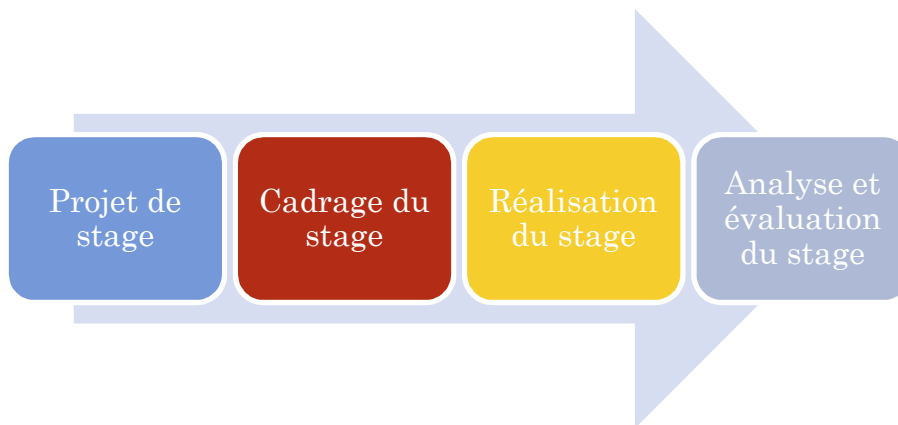 Projet de
stage
Cadrage du
stage
Réalisation
du stage
Analyse et
évaluation
du stage